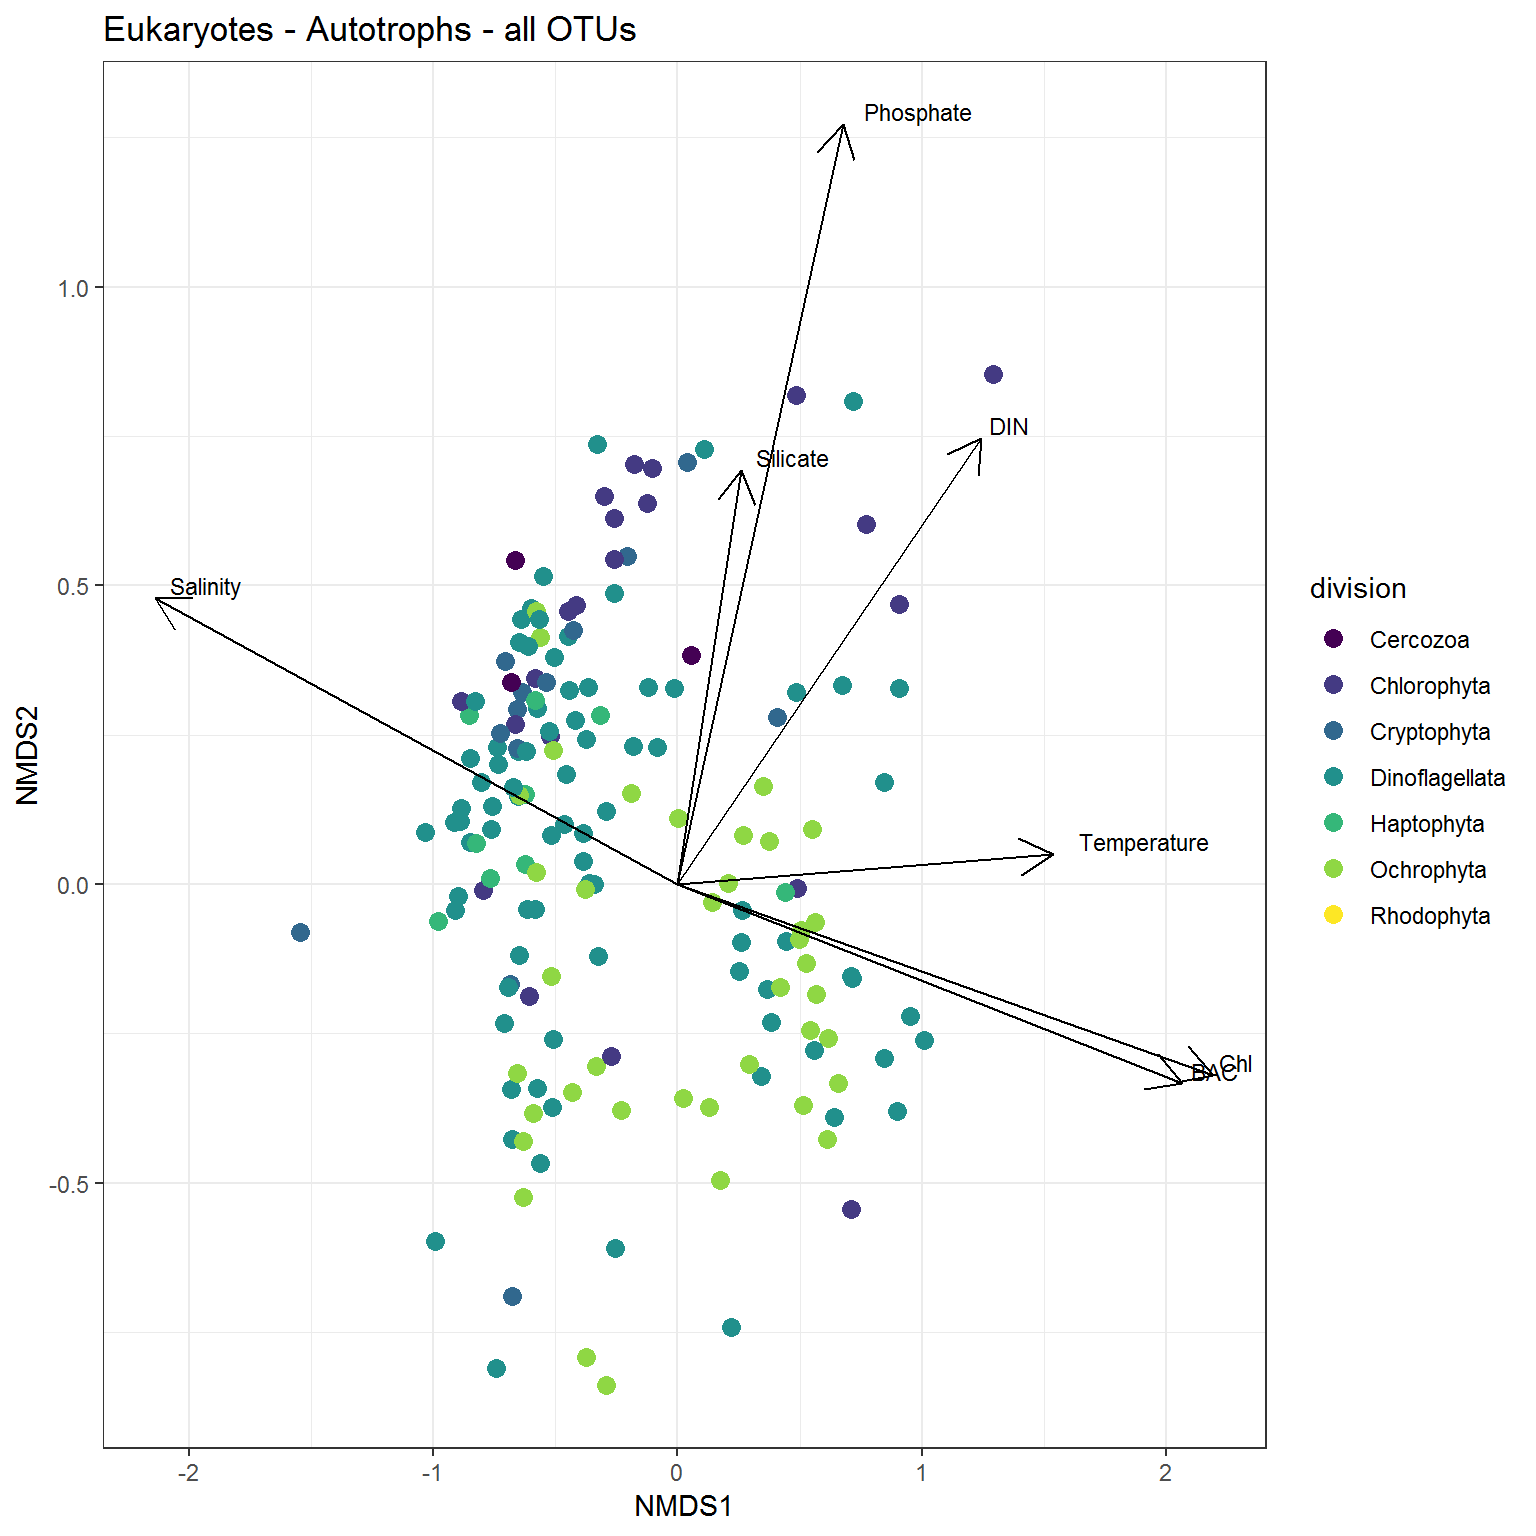 Eukaryotes - Autotrophs - all OTUs
Phosphate
DIN
Silicate
Salinity
Temperature
Chl
BAC
1.0
0.5
0.0
-0.5
NMDS2
-2
-1
0
1
2
NMDS1
division
Cercozoa
Chlorophyta
Cryptophyta
Dinoflagellata
Haptophyta
Ochrophyta
Rhodophyta